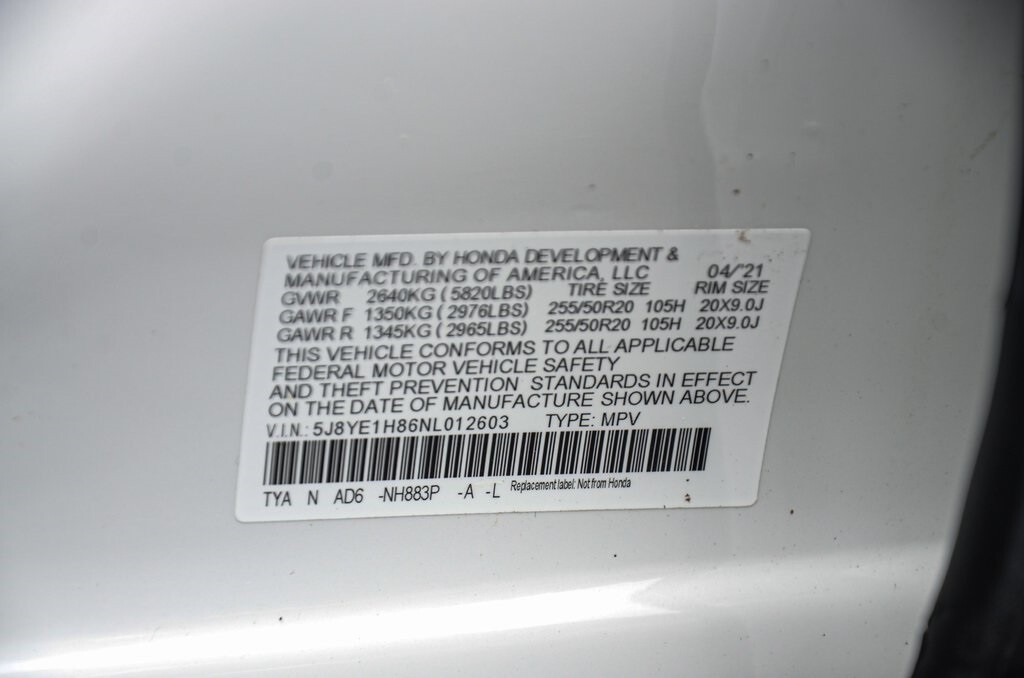 VEHICLE MFD. BY HONDA DEVELOPMENT &
MANUFACTURING OF AMERICA, LLC 04/'21
GVWR 2640KG ( 5820LBS) TIRE SIZE RIM SIZE
GAWR F 1350KG ( 2976LBS) 255/50R20 105H 20X9.0J
GAWR R 1345KG ( 2965LBS) 255/50R20 105H 20X9.0J
THIS VEHICLE CONFORMS TO ALL APPLICABLE
FEDERAL MOTOR VEHICLE SAFETY
AND THEFT PREVENTION STANDARDS IN EFFECT
ON THE DATE OF MANUFACTURE SHOWN ABOVE.
V.I.N.: 5J8YE1H86NL012603 TYPE: MPV
TYA N AD6 -NH883P -A -L Replacement label: Not from Honda